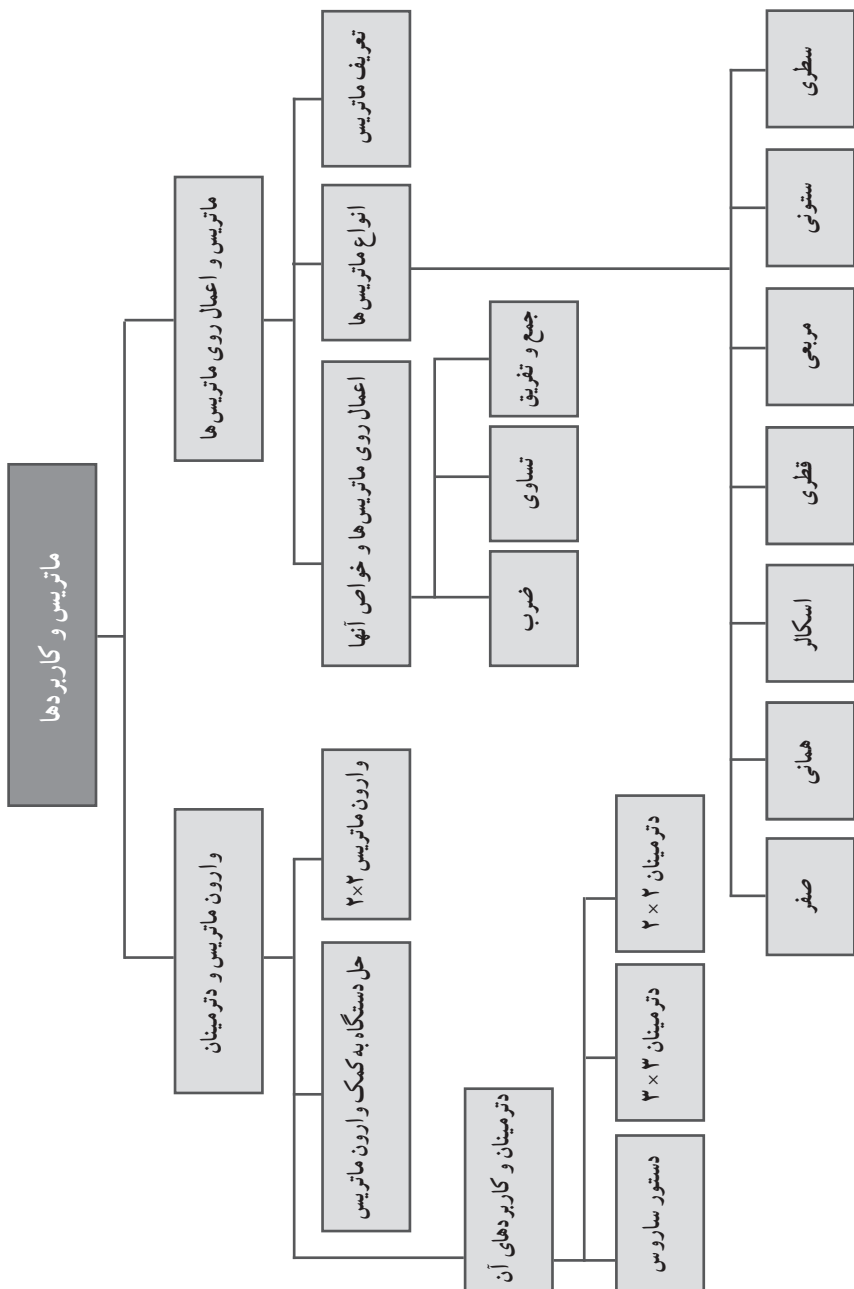 ماتریس و کاربردها
ماتریس و اعمال روی ماتریس‌ها
تعریف ماتریس
انواع ماتریس‌ها
سطری
ستونی
مربعی
قطری
اسکالر
همانی
صفر
اعمال روی ماتریس‌ها و خواص آنها
جمع و تفریق
تساوی
ضرب
وارون ماتریس و دترمینان
وارون ماتریس ۲×۲
حل دستگاه به کمک وارون ماتریس
دترمینان و کاربردهای آن
دترمینان ۲ × ۲
دترمینان ۳ × ۳
دستور ساروس